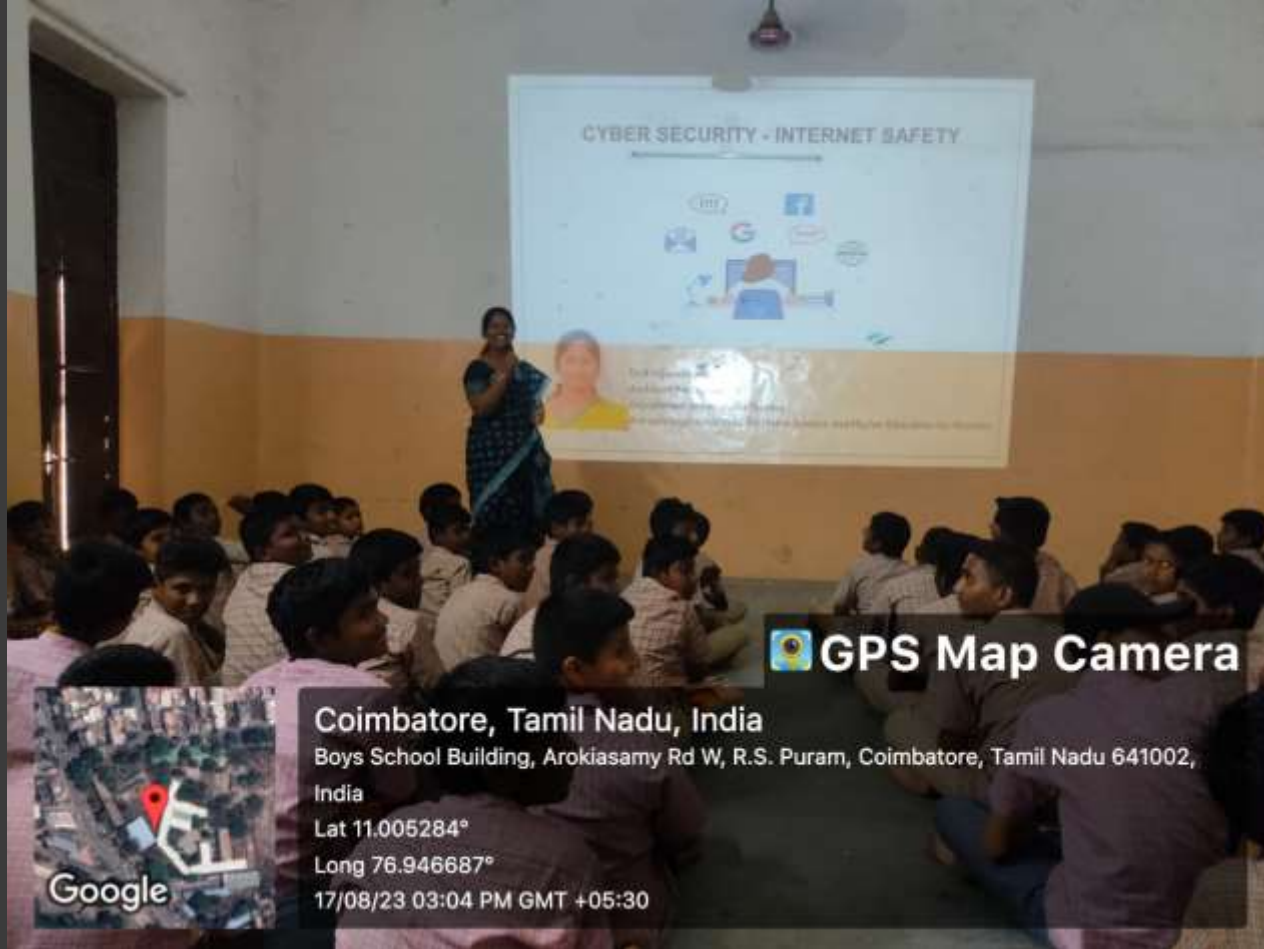 CYBER SECURITY - INTERNET SAFETY
GPS Map Camera
Coimbatore, Tamil Nadu, India
Boys School Building, Arokiasamy Rd W, R.S. Puram, Coimbatore, Tamil Nadu 641002,
India
Lat 11.005284°
Long 76.946687°
17/08/23 03:04 PM GMT +05:30
Google